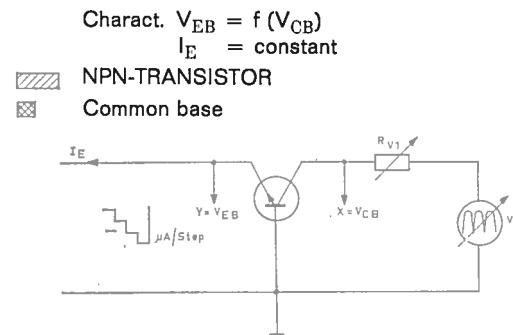 Charact. V_EB = f (V_CB)
I_E = constant
NPN-TRANSISTOR
Common base
I_E
R_V1
Y = V_EB
X = V_CB
V
µA/Step